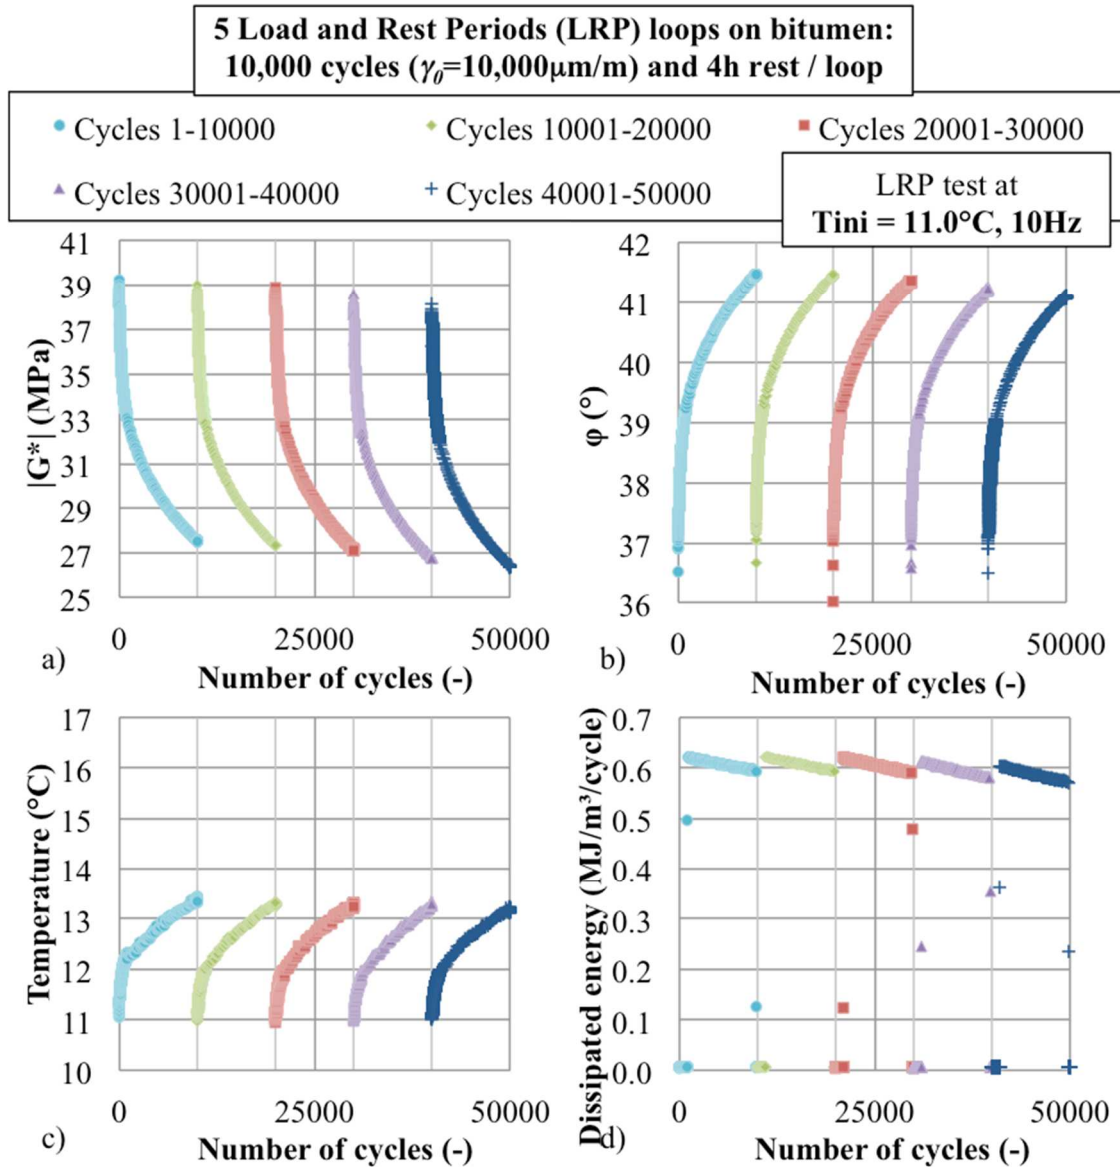 5 Load and Rest Periods (LRP) loops on bitumen:
10,000 cycles (γ₀=10,000μm/m) and 4h rest / loop
Cycles 1-10000
Cycles 10001-20000
Cycles 20001-30000
Cycles 30001-40000
Cycles 40001-50000
LRP test at
Tini = 11.0°C, 10Hz
|G*| (MPa)
41
39
37
35
33
31
29
27
25
0
25000
50000
a)
Number of cycles (-)
φ (°)
42
41
40
39
38
37
36
0
25000
50000
b)
Number of cycles (-)
Temperature (°C)
17
16
15
14
13
12
11
10
0
25000
50000
c)
Number of cycles (-)
Dissipated energy (MJ/m³/cycle)
0.7
0.6
0.5
0.4
0.3
0.2
0.1
0.0
0
25000
50000
d)
Number of cycles (-)